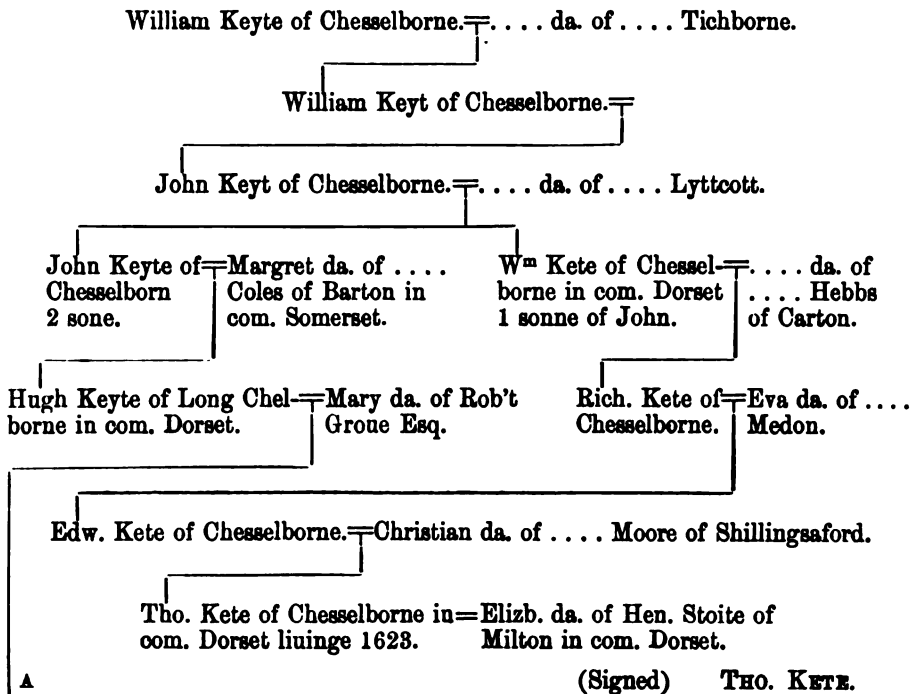 William Keyte of Chesselborne.=.... da. of .... Tichborne.
William Keyt of Chesselborne.=
John Keyt of Chesselborne.=.... da. of .... Lyttcott.
John Keyte of=Margret da. of ....
Chesselborn Coles of Barton in
2 sone. com. Somerset.
Wm Kete of Chessel-=.... da. of
borne in com. Dorset .... Hebbs
1 sonne of John. of Carton.
Hugh Keyte of Long Chel-=Mary da. of Rob't
borne in com. Dorset. Groue Esq.
Rich. Kete of=Eva da. of ....
Chesselborne. Medon.
Edw. Kete of Chesselborne.=Christian da. of .... Moore of Shillingsaford.
Tho. Kete of Chesselborne in=Elizb. da. of Hen. Stoite of
com. Dorset liuinge 1623. Milton in com. Dorset.
A (Signed) THO. KETE.